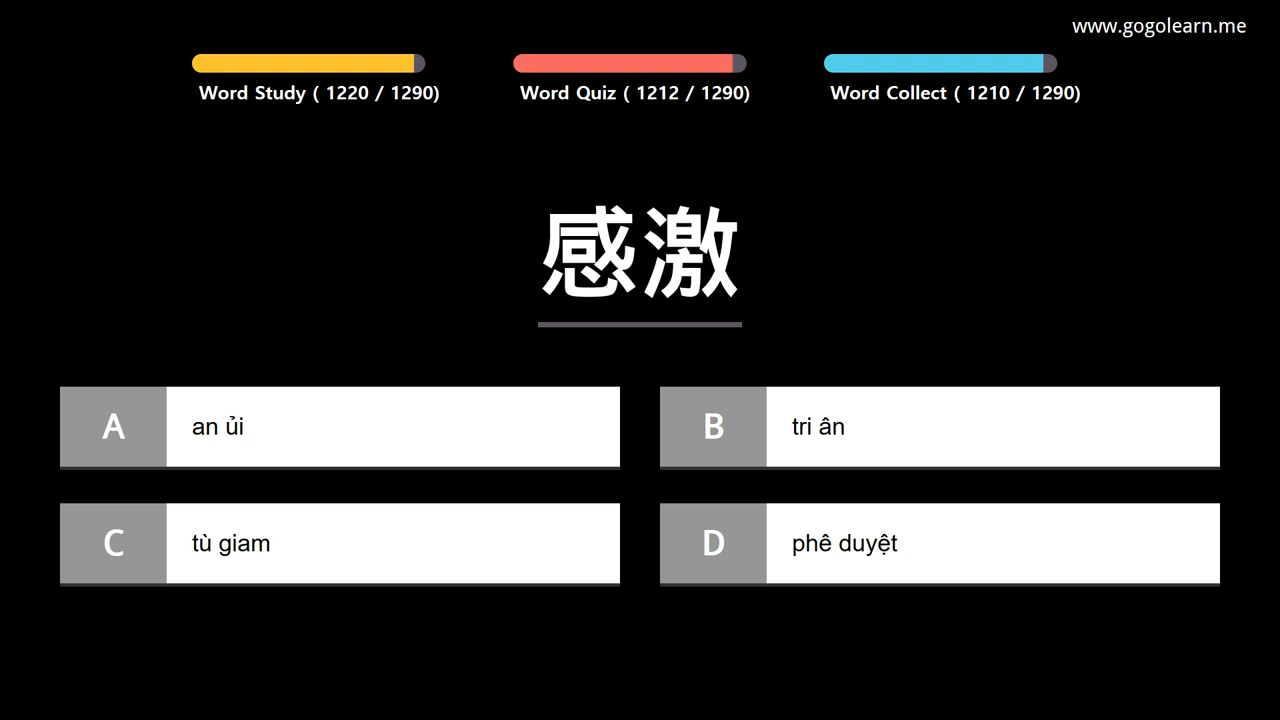 www.gogolearn.me
Word Study ( 1220 / 1290)
Word Quiz ( 1212 / 1290)
Word Collect ( 1210 / 1290)
感激
A an ủi
B tri ân
C tù giam
D phê duyệt